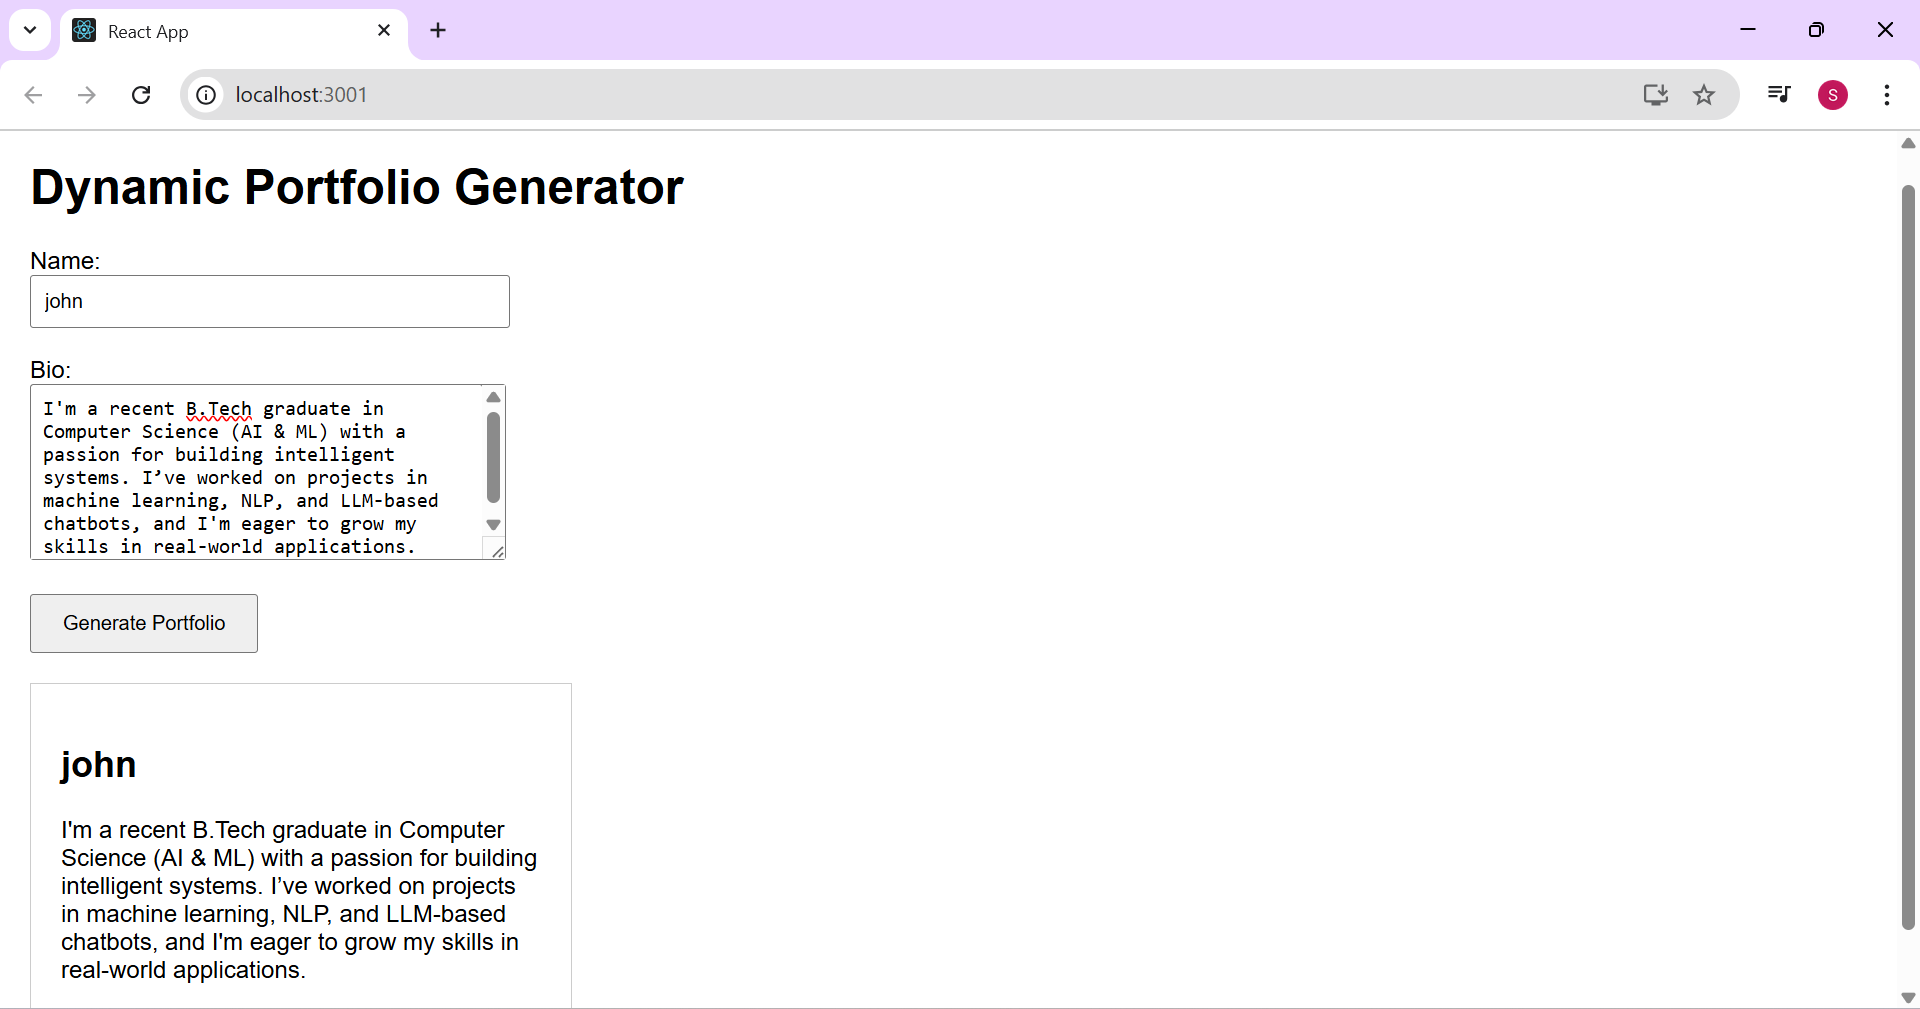 React App
localhost:3001
S
Dynamic Portfolio Generator
Name:
john
Bio:
I'm a recent B.Tech graduate in
Computer Science (AI & ML) with a
passion for building intelligent
systems. I’ve worked on projects in
machine learning, NLP, and LLM-based
chatbots, and I'm eager to grow my
skills in real-world applications.
Generate Portfolio
john
I'm a recent B.Tech graduate in Computer
Science (AI & ML) with a passion for building
intelligent systems. I’ve worked on projects
in machine learning, NLP, and LLM-based
chatbots, and I'm eager to grow my skills in
real-world applications.